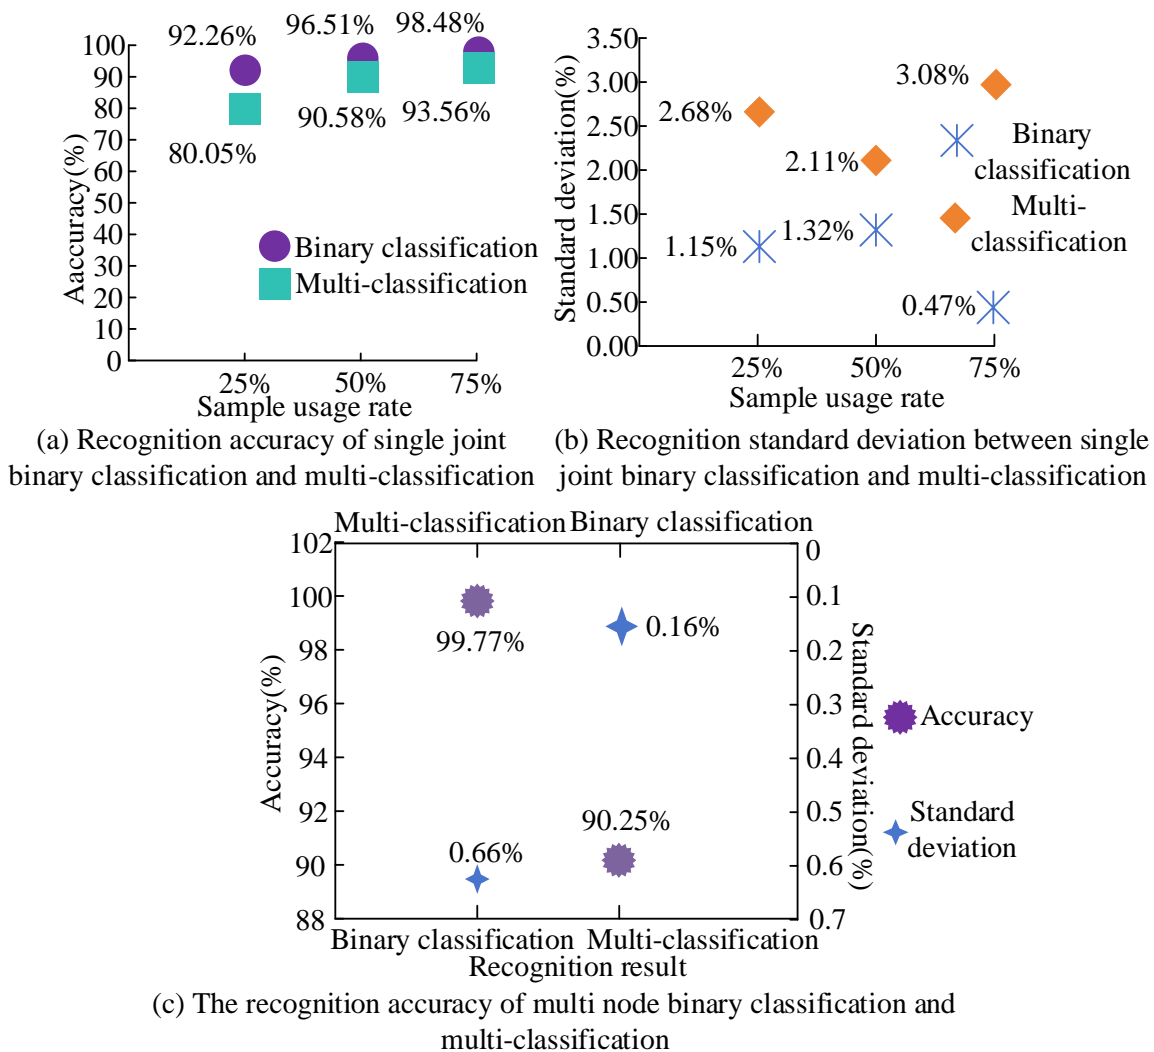 92.26%
96.51%
98.48%
100
90
80
70
60
50
40
30
20
10
0
Aaccuracy(%)
80.05%
90.58%
93.56%
Binary classification
Multi-classification
25%
50%
75%
Sample usage rate
(a) Recognition accuracy of single joint
binary classification and multi-classification
3.50
3.00
2.50
2.00
1.50
1.00
0.50
0.00
Standard deviation(%)
2.68%
2.11%
3.08%
1.15%
1.32%
0.47%
Binary
classification
Multi-
classification
25%
50%
75%
Sample usage rate
(b) Recognition standard deviation between single
joint binary classification and multi-classification
Multi-classification
Binary classification
102
100
98
96
94
92
90
88
Accuracy(%)
99.77%
0.16%
90.25%
0.66%
0
0.1
0.2
0.3
0.4
0.5
0.6
0.7
Standard deviation(%)
Accuracy
Standard
deviation
Binary classification
Multi-classification
Recognition result
(c) The recognition accuracy of multi node binary classification and
multi-classification